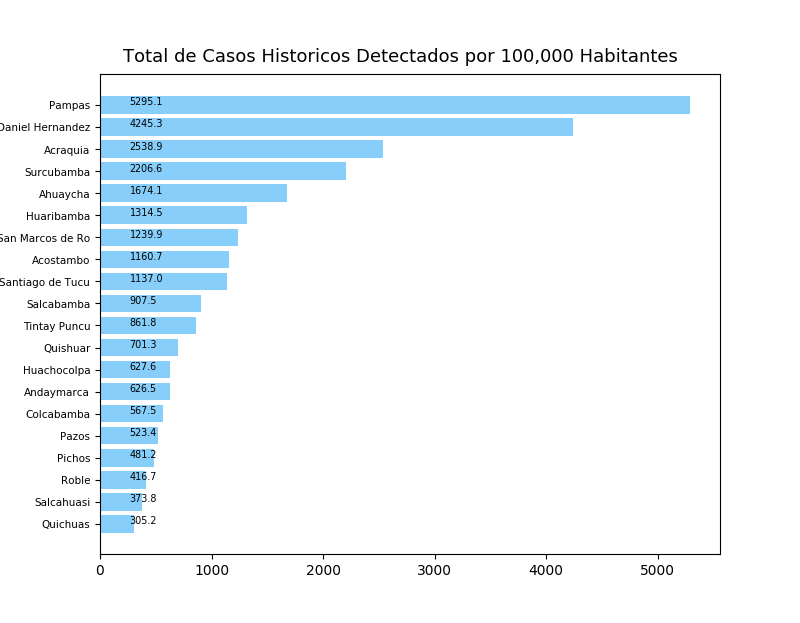 Total de Casos Historicos Detectados por 100,000 Habitantes
Pampas 5295.1
Daniel Hernandez 4245.3
Acraquia 2538.9
Surcubamba 2206.6
Ahuaycha 1674.1
Huaribamba 1314.5
San Marcos de Ro 1239.9
Acostambo 1160.7
Santiago de Tucu 1137.0
Salcabamba 907.5
Tintay Puncu 861.8
Quishuar 701.3
Huachocolpa 627.6
Andaymarca 626.5
Colcabamba 567.5
Pazos 523.4
Pichos 481.2
Roble 416.7
Salcahuasi 373.8
Quichuas 305.2
0 1000 2000 3000 4000 5000